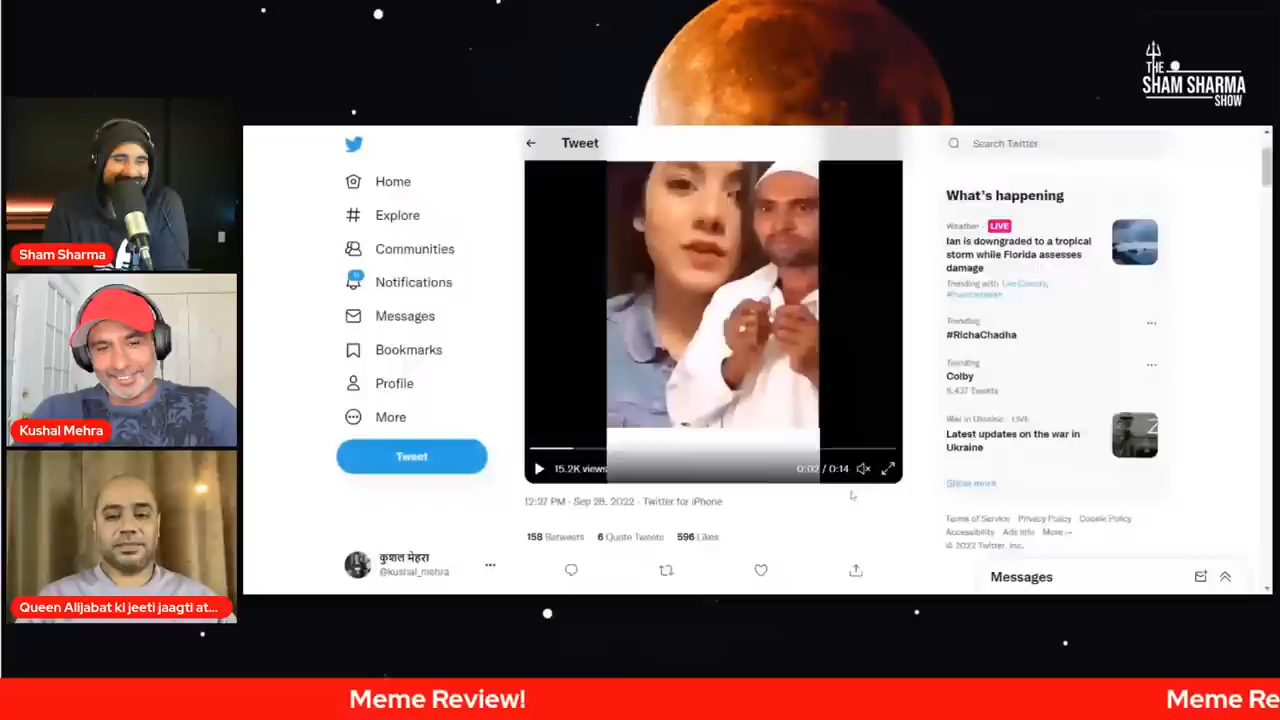 THE
SHAM SHARMA
SHOW
Sham Sharma
Kushal Mehra
Queen Alijabat ki jeeti jaagti at...
Home
Explore
Communities
Notifications
Messages
Bookmarks
Profile
More
Tweet
कुशल मेहरा
@kushal_mehra
Tweet
15.2K views
0:02 / 0:14
12:27 PM · Sep 28, 2022 · Twitter for iPhone
158 Retweets 6 Quote Tweets 596 Likes
Search Twitter
What's happening
Weather · LIVE
Ian is downgraded to a tropical
storm while Florida assesses
damage
Trending with
Trending
#RichaChadha
Trending
Colby
6,437 Tweets
War in Ukraine · LIVE
Latest updates on the war in
Ukraine
Show more
Terms of Service Privacy Policy Cookie Policy
Accessibility Ads info More ···
© 2022 Twitter, Inc.
Messages
Meme Review!
Meme Re